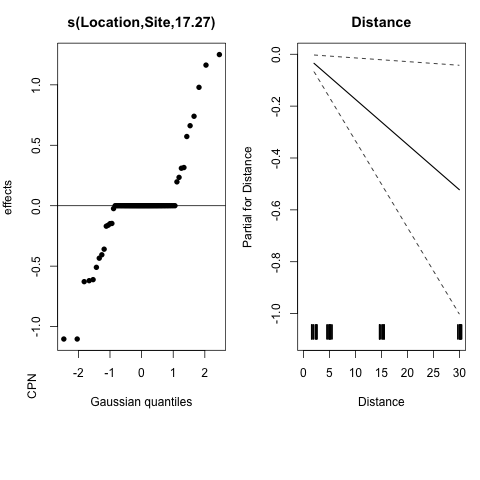 s(Location,Site,17.27)
effects
1.0
0.5
0.0
-0.5
-1.0
-2 -1 0 1 2
Gaussian quantiles
CPN
Distance
Partial for Distance
0.0
-0.2
-0.4
-0.6
-0.8
-1.0
0 5 10 15 20 25 30
Distance